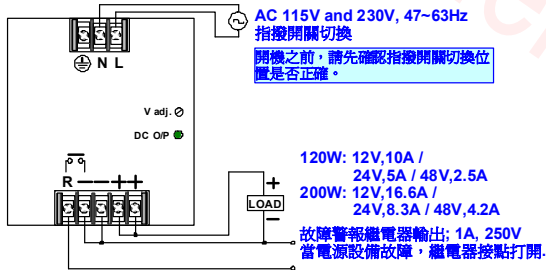 AC 115V and 230V, 47~63Hz
指撥開關切換
開機之前，請先確認指撥開關切換位
置是否正確。
N L
V adj.
DC O/P
R — — + +
120W: 12V,10A /
24V,5A / 48V,2.5A
200W: 12V,16.6A /
24V,8.3A / 48V,4.2A
+
LOAD
−
故障警報繼電器輸出; 1A, 250V
當電源設備故障，繼電器接點打開.